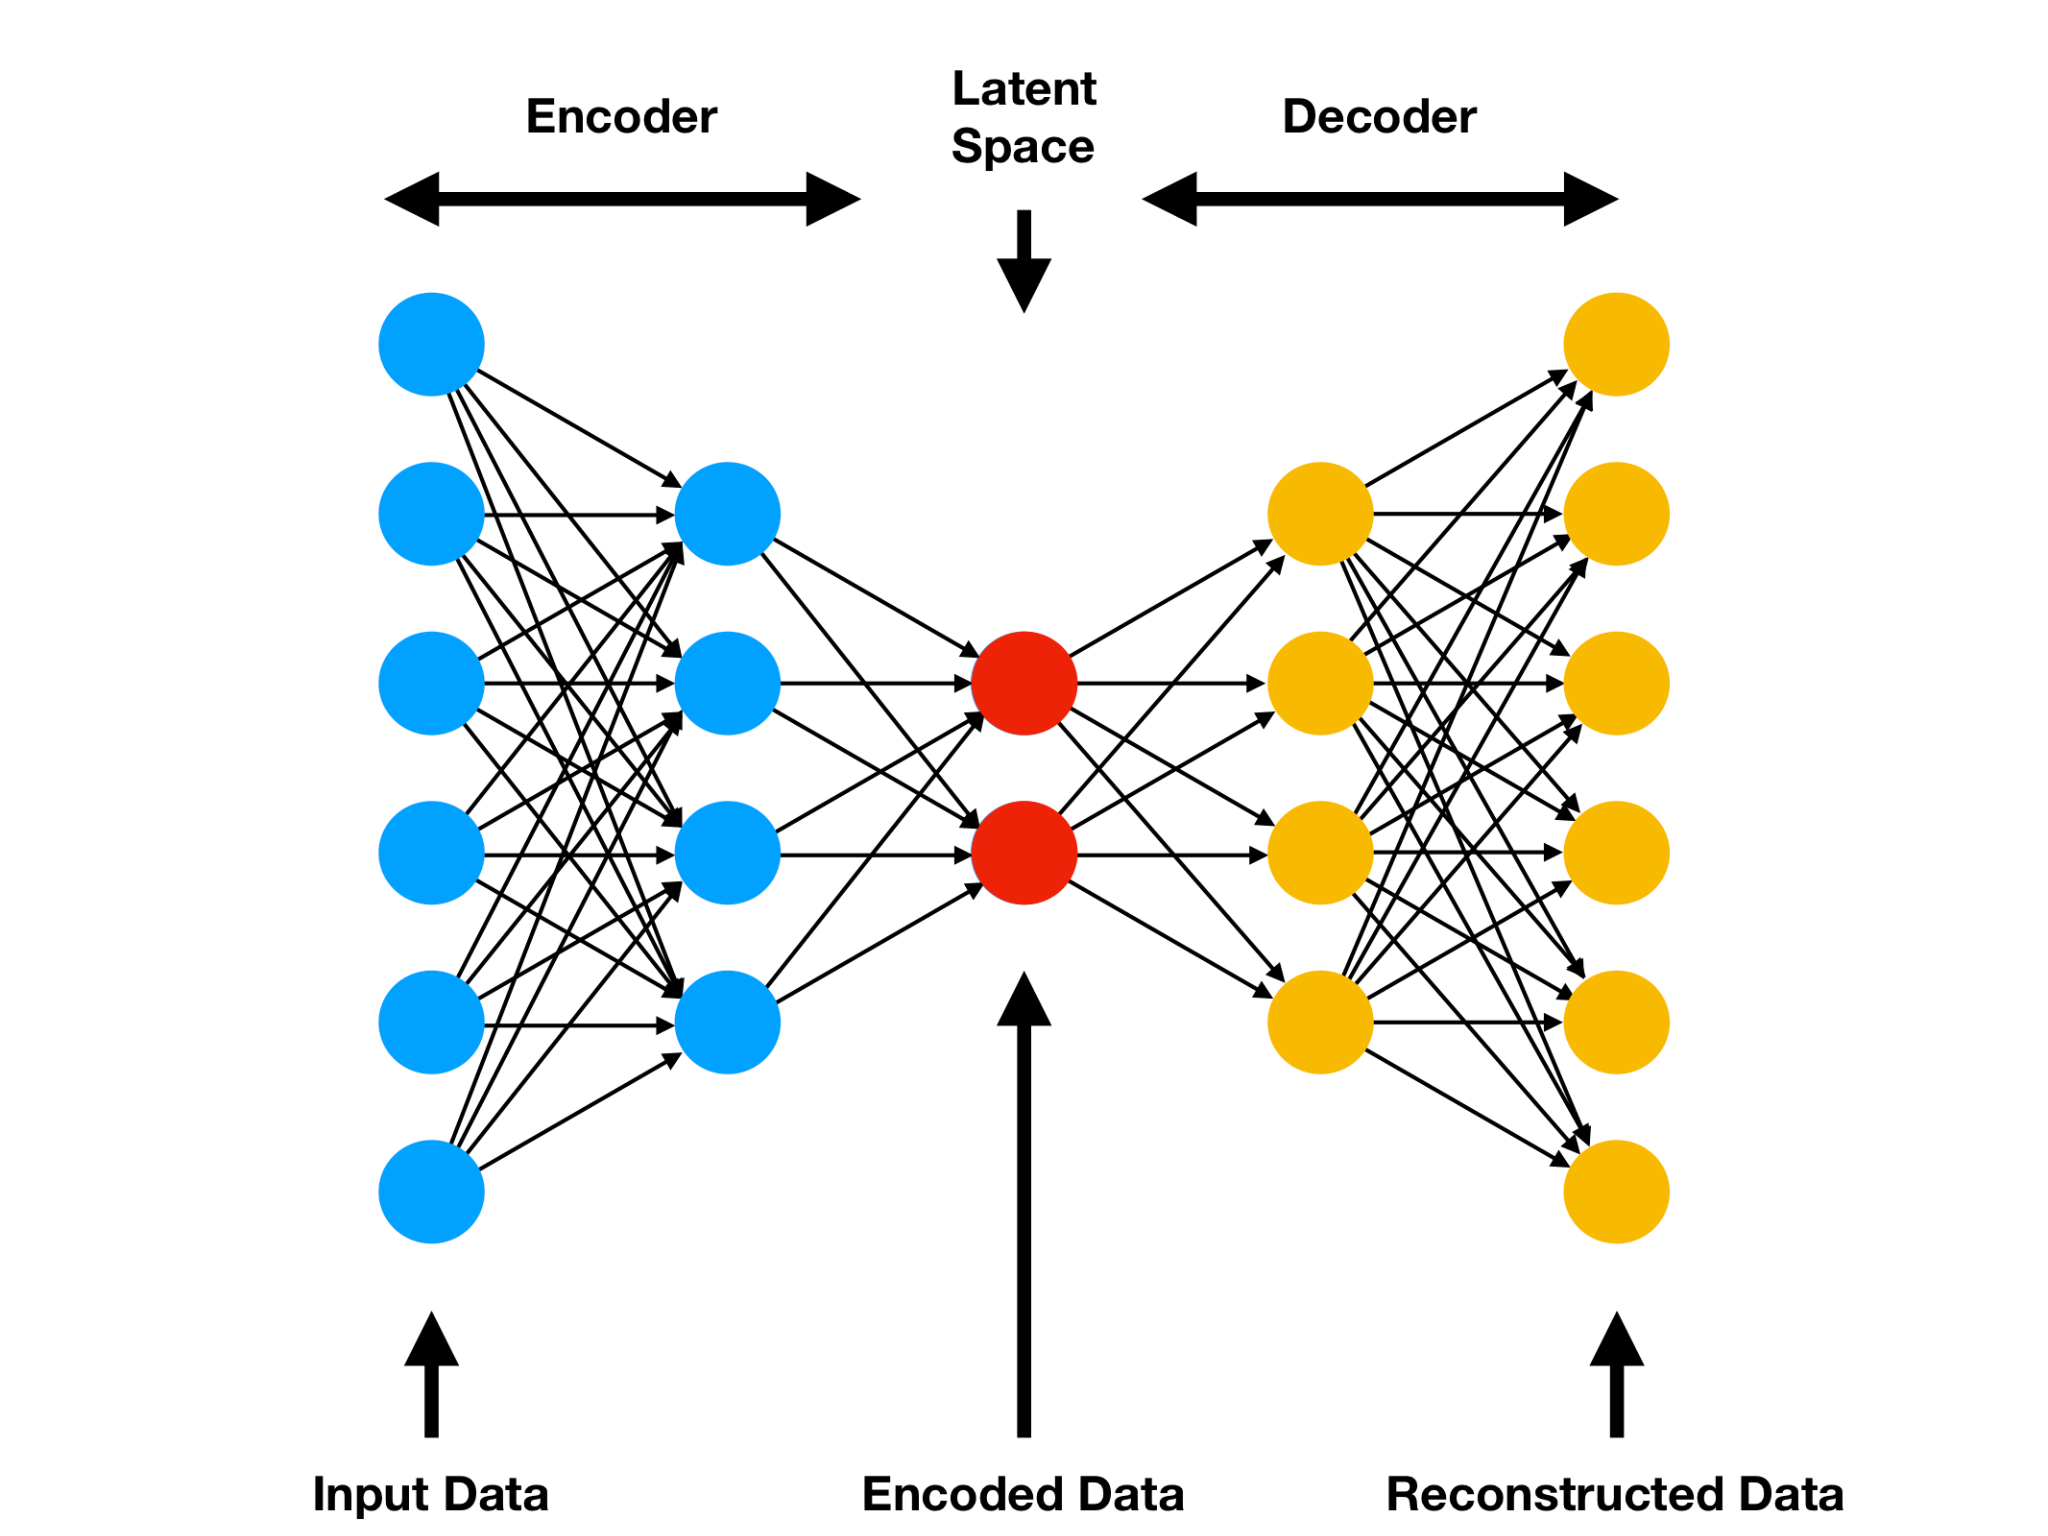 Encoder
Latent
Space
Decoder
Input Data
Encoded Data
Reconstructed Data